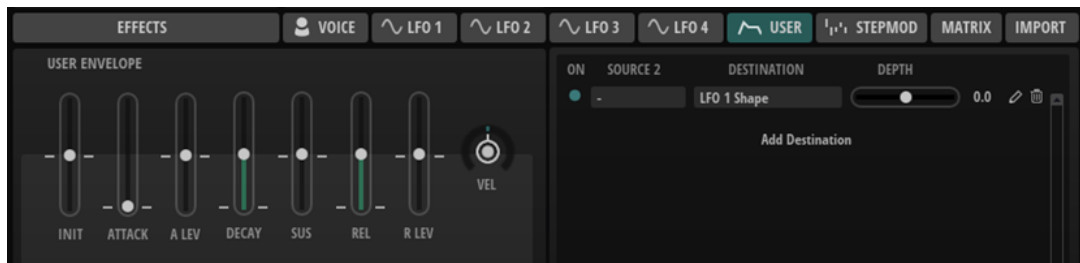 EFFECTS VOICE LFO 1 LFO 2 LFO 3 LFO 4 USER STEPMOD MATRIX IMPORT
USER ENVELOPE
ON SOURCE 2 DESTINATION DEPTH
- LFO 1 Shape 0.0
Add Destination
VEL
INIT ATTACK A LEV DECAY SUS REL R LEV